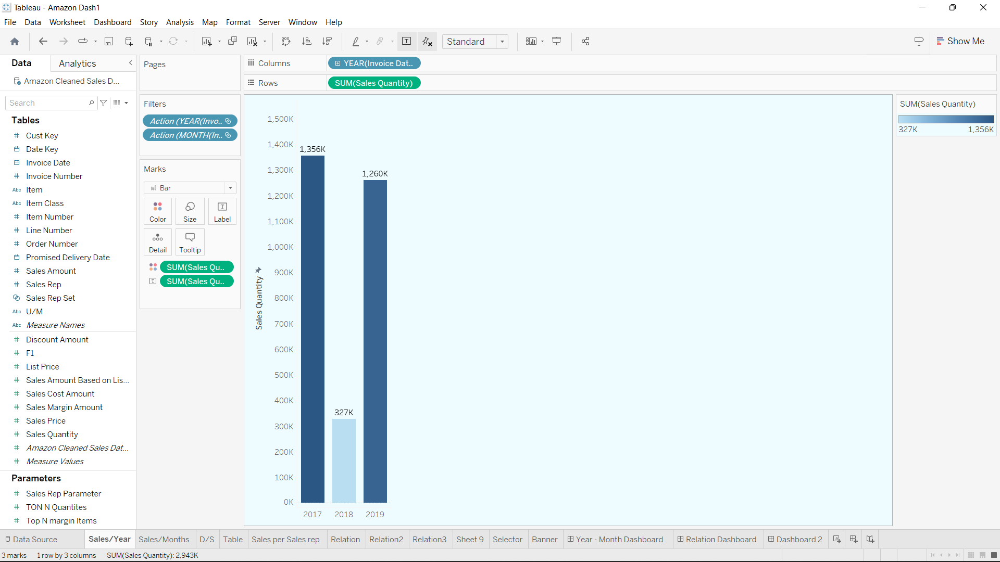 Tableau - Amazon Dash1
File Data Worksheet Dashboard Story Analysis Map Format Server Window Help
Standard
Show Me
Data Analytics
Amazon Cleaned Sales D...
Search
Tables
Cust Key
Date Key
Invoice Date
Invoice Number
Abc Item
Abc Item Class
Item Number
Line Number
Order Number
Promised Delivery Date
Sales Amount
Sales Rep
Sales Rep Set
Abc U/M
Abc Measure Names
Discount Amount
F1
List Price
Sales Amount Based on Lis...
Sales Cost Amount
Sales Margin Amount
Sales Price
Sales Quantity
Amazon Cleaned Sales Dat...
Measure Values
Parameters
Sales Rep Parameter
TON N Quantites
Top N margin Items
Pages
Filters
Action (YEAR(Invo..
Action (MONTH(In..
Marks
Bar
Color Size Label
Detail Tooltip
SUM(Sales Qu..
SUM(Sales Qu..
Columns YEAR(Invoice Dat..
Rows SUM(Sales Quantity)
Sales Quantity
1,500K
1,400K
1,300K
1,200K
1,100K
1,000K
900K
800K
700K
600K
500K
400K
300K
200K
100K
0K
1,356K
327K
1,260K
2017 2018 2019
SUM(Sales Quantity)
327K 1,356K
Data Source Sales/Year Sales/Months D/S Table Sales per Sales rep Relation Relation2 Relation3 Sheet 9 Selector Banner Year - Month Dashboard Relation Dashboard Dashboard 2
3 marks 1 row by 3 columns SUM(Sales Quantity): 2,943K